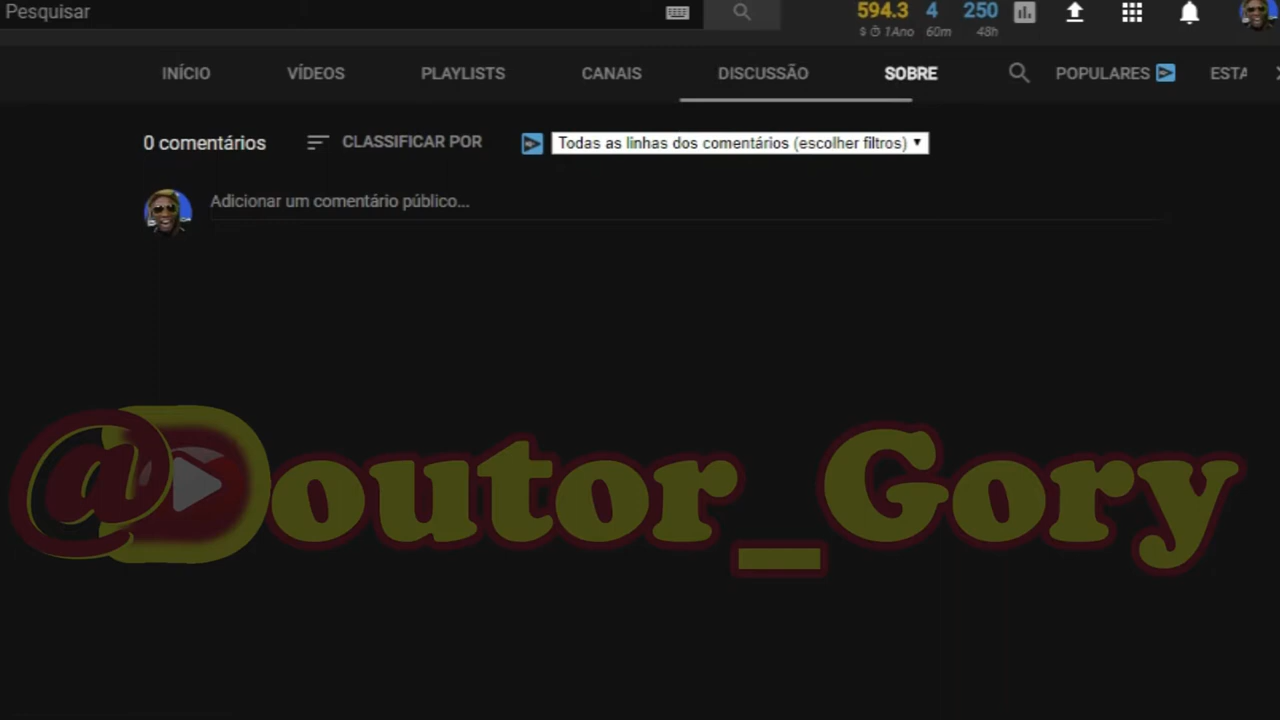 Pesquisar
594.3 4 250
$ 1Ano 60m 48h
INÍCIO VÍDEOS PLAYLISTS CANAIS DISCUSSÃO SOBRE POPULARES ESTA
0 comentários CLASSIFICAR POR Todas as linhas dos comentários (escolher filtros)
Adicionar um comentário público...
@Doutor_Gory